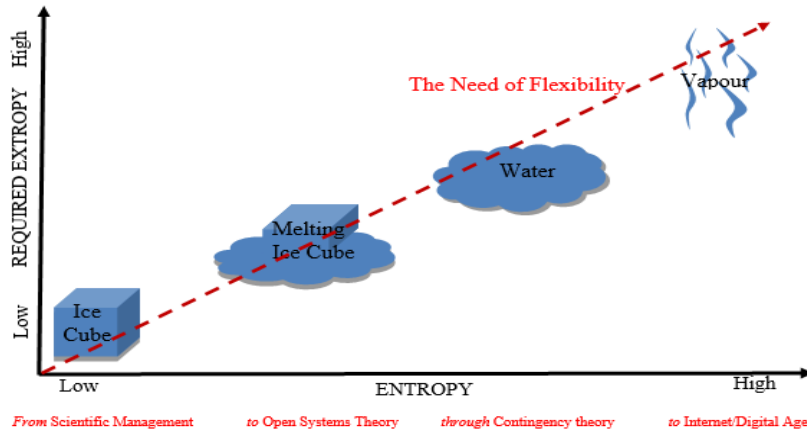 High
REQUIRED EXTROPY
Low
The Need of Flexibility
Vapour
Water
Melting
Ice Cube
Ice
Cube
Low
ENTROPY
High
From Scientific Management to Open Systems Theory through Contingency theory to Internet/Digital Age